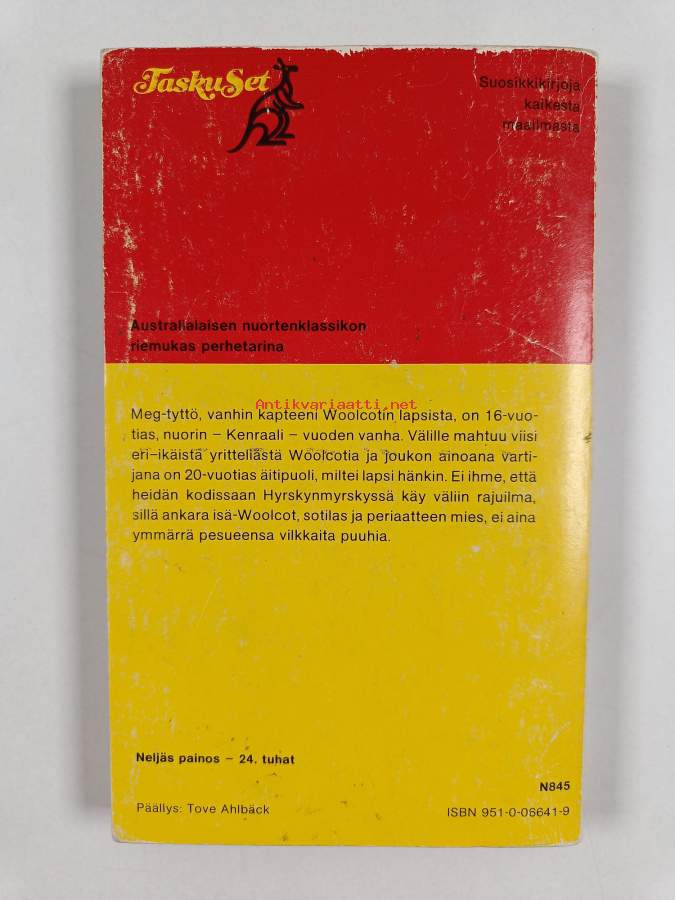 TaskuSet
Suosikkikirjoja
kaikesta
maailmasta
Australialaisen nuortenklassikon
riemukas perhetarina
Antikvariaatti.net
Meg-tyttö, vanhin kapteeni Woolcotin lapsista, on 16-vuo-
tias, nuorin – Kenraali – vuoden vanha. Välille mahtuu viisi
eri-ikäistä yritteliästä Woolcotia ja joukon ainoana varti-
jana on 20-vuotias äitipuoli, miltei lapsi hänkin. Ei ihme, että
heidän kodissaan Hyrskynmyrskyssä käy väliin rajuilma,
sillä ankara isä-Woolcot, sotilas ja periaatteen mies, ei aina
ymmärrä pesueensa vilkkaita puuhia.
Neljäs painos – 24. tuhat
N845
Päällys: Tove Ahlbäck
ISBN 951-0-06641-9